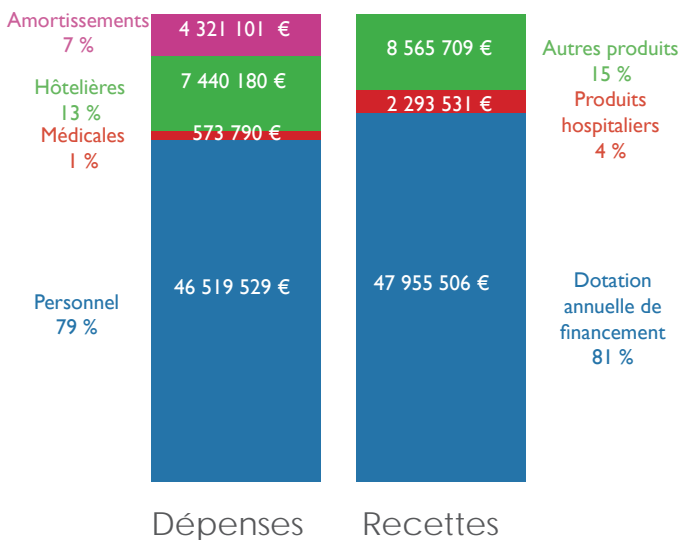 Amortissements
7 %
4 321 101 €
Hôtelières
13 %
7 440 180 €
Médicales
1 %
573 790 €
Personnel
79 %
46 519 529 €
8 565 709 €
Autres produits
15 %
2 293 531 €
Produits
hospitaliers
4 %
47 955 506 €
Dotation
annuelle de
financement
81 %
Dépenses
Recettes